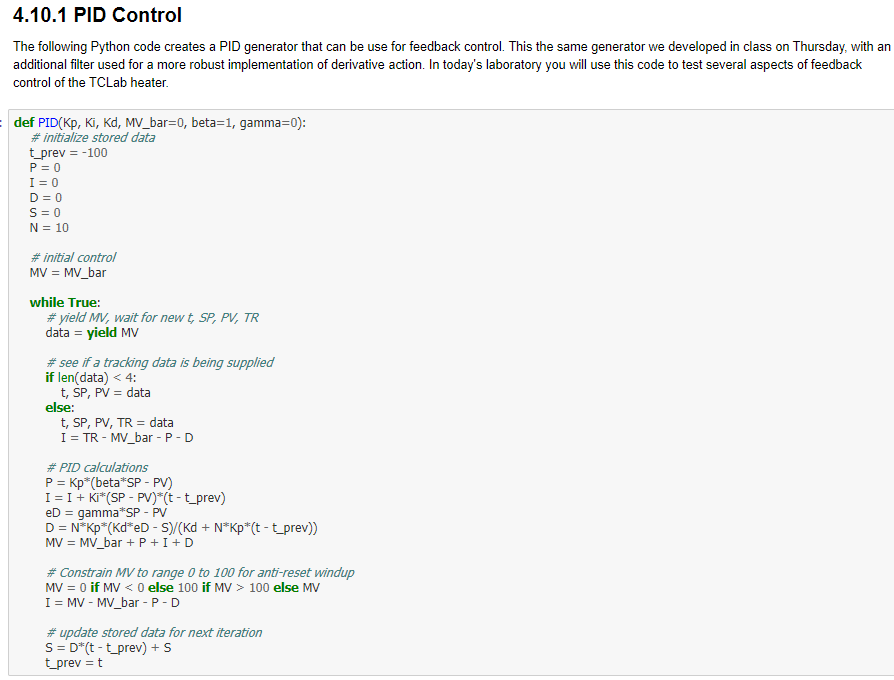 4.10.1 PID Control
The following Python code creates a PID generator that can be use for feedback control. This the same generator we developed in class on Thursday, with an
additional filter used for a more robust implementation of derivative action. In today's laboratory you will use this code to test several aspects of feedback
control of the TCLab heater.
: def PID(Kp, Ki, Kd, MV_bar=0, beta=1, gamma=0):
# initialize stored data
t_prev = -100
P = 0
I = 0
D = 0
S = 0
N = 10
# initial control
MV = MV_bar
while True:
# yield MV, wait for new t, SP, PV, TR
data = yield MV
# see if a tracking data is being supplied
if len(data) < 4:
t, SP, PV = data
else:
t, SP, PV, TR = data
I = TR - MV_bar - P - D
# PID calculations
P = Kp*(beta*SP - PV)
I = I + Ki*(SP - PV)*(t - t_prev)
eD = gamma*SP - PV
D = N*Kp*(Kd*eD - S)/(Kd + N*Kp*(t - t_prev))
MV = MV_bar + P + I + D
# Constrain MV to range 0 to 100 for anti-reset windup
MV = 0 if MV < 0 else 100 if MV > 100 else MV
I = MV - MV_bar - P - D
# update stored data for next iteration
S = D*(t - t_prev) + S
t_prev = t